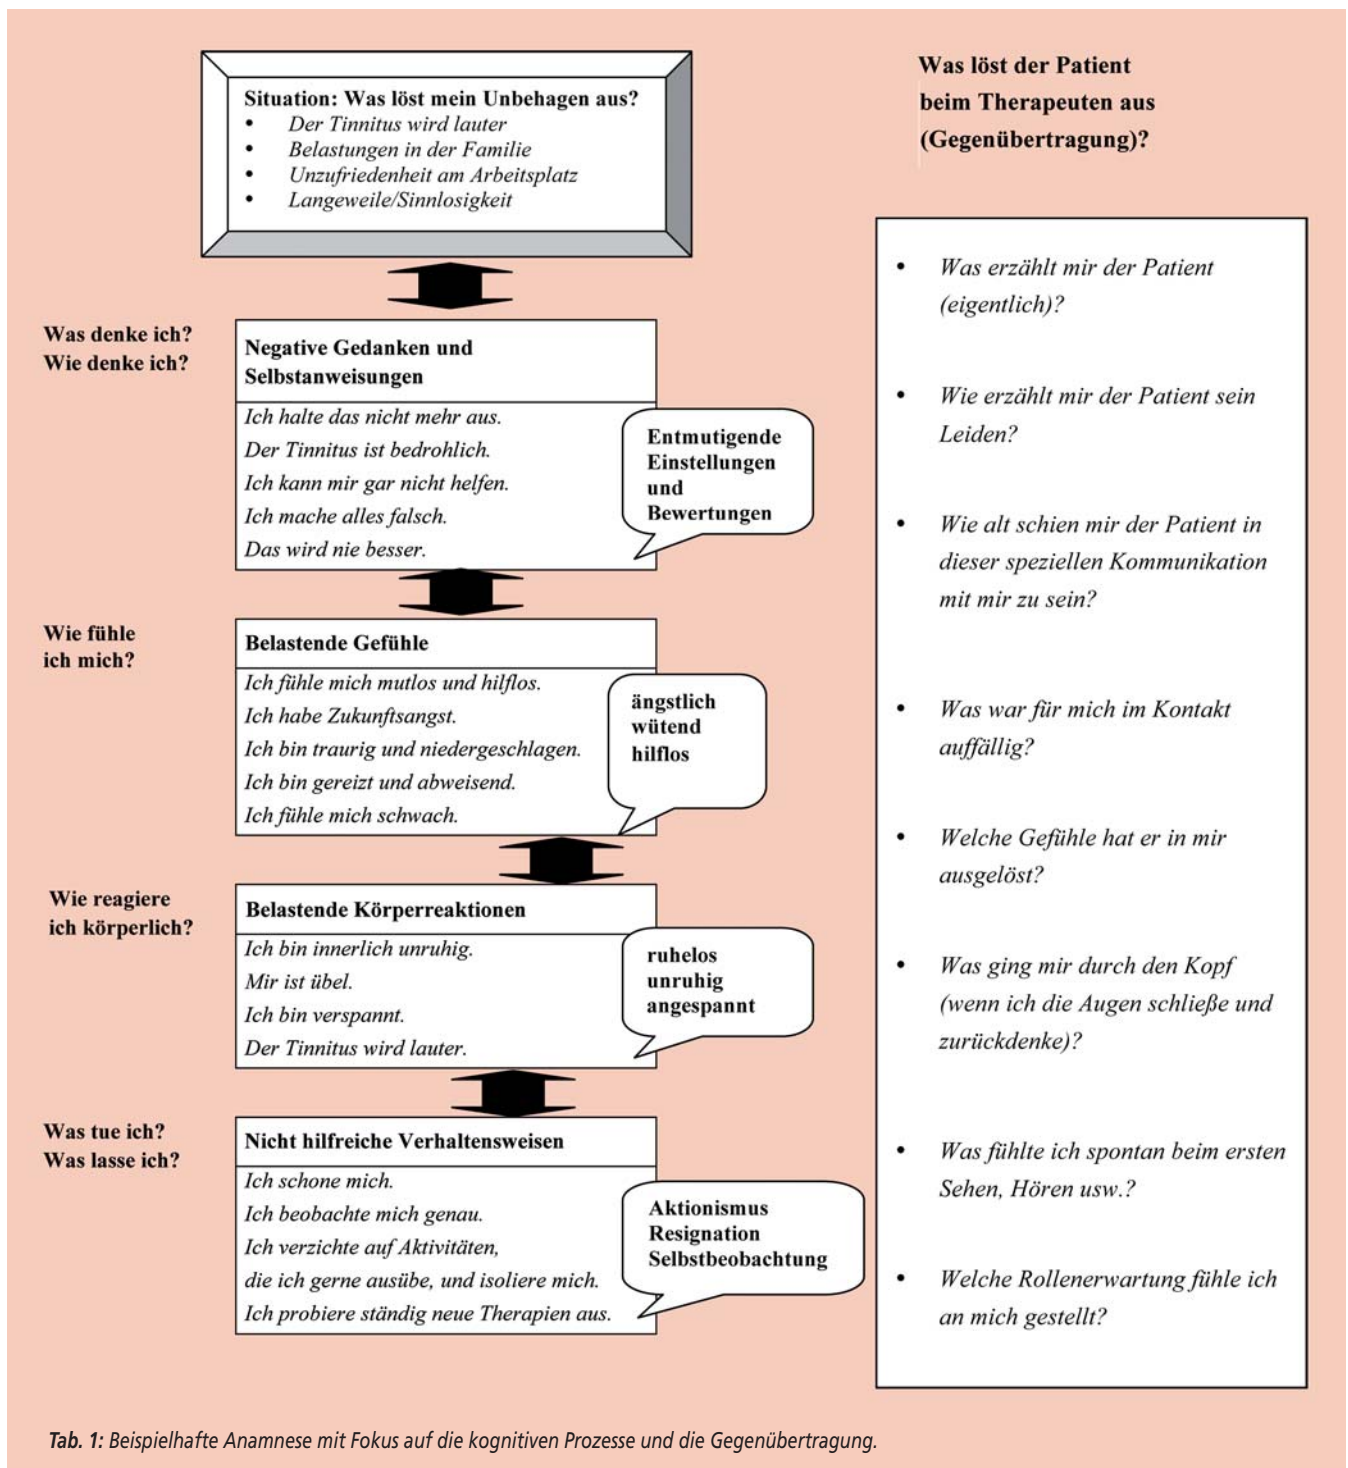 Situation: Was löst mein Unbehagen aus?
• Der Tinnitus wird lauter
• Belastungen in der Familie
• Unzufriedenheit am Arbeitsplatz
• Langeweile/Sinnlosigkeit
Was denke ich?
Wie denke ich?
Negative Gedanken und
Selbstanweisungen
Ich halte das nicht mehr aus.
Der Tinnitus ist bedrohlich.
Ich kann mir gar nicht helfen.
Ich mache alles falsch.
Das wird nie besser.
Entmutigende
Einstellungen
und
Bewertungen
Wie fühle
ich mich?
Belastende Gefühle
Ich fühle mich mutlos und hilflos.
Ich habe Zukunftsangst.
Ich bin traurig und niedergeschlagen.
Ich bin gereizt und abweisend.
Ich fühle mich schwach.
ängstlich
wütend
hilflos
Wie reagiere
ich körperlich?
Belastende Körperreaktionen
Ich bin innerlich unruhig.
Mir ist übel.
Ich bin verspannt.
Der Tinnitus wird lauter.
ruhelos
unruhig
angespannt
Was tue ich?
Was lasse ich?
Nicht hilfreiche Verhaltensweisen
Ich schone mich.
Ich beobachte mich genau.
Ich verzichte auf Aktivitäten,
die ich gerne ausübe, und isoliere mich.
Ich probiere ständig neue Therapien aus.
Aktionismus
Resignation
Selbstbeobachtung
Was löst der Patient
beim Therapeuten aus
(Gegenübertragung)?
• Was erzählt mir der Patient
(eigentlich)?
• Wie erzählt mir der Patient sein
Leiden?
• Wie alt schien mir der Patient in
dieser speziellen Kommunikation
mit mir zu sein?
• Was war für mich im Kontakt
auffällig?
• Welche Gefühle hat er in mir
ausgelöst?
• Was ging mir durch den Kopf
(wenn ich die Augen schließe und
zurückdenke)?
• Was fühlte ich spontan beim ersten
Sehen, Hören usw.?
• Welche Rollenerwartung fühle ich
an mich gestellt?
Tab. 1: Beispielhafte Anamnese mit Fokus auf die kognitiven Prozesse und die Gegenübertragung.